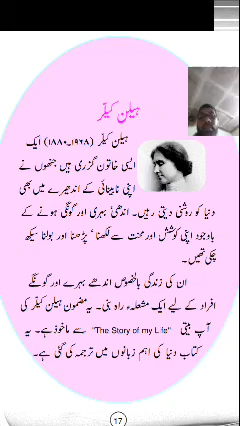 ہیلن کیلر
ہیلن کیلر (۱۹۶۸۔۱۸۸۰) ایک
ایسی خاتون گزری ہیں جنھوں نے
اپنی نابینائی کے اندھیرے میں بھی
دنیا کو روشنی دیتی رہیں۔ اندھی، بہری اور گونگی ہونے کے
باوجود اپنی کوشش اور محنت سے لکھنا، پڑھنا اور بولنا سیکھ
چکی تھیں۔
ان کی زندگی بالخصوص اندھے بہرے اور گونگے
افراد کے لیے ایک مشعلِ راہ بنی۔ یہ مضمون ہیلن کیلر کی
آپ بیتی "The Story of my Life" سے ماخوذ ہے۔ یہ
کتاب دنیا کی اہم زبانوں میں ترجمہ کی گئی ہے۔
17